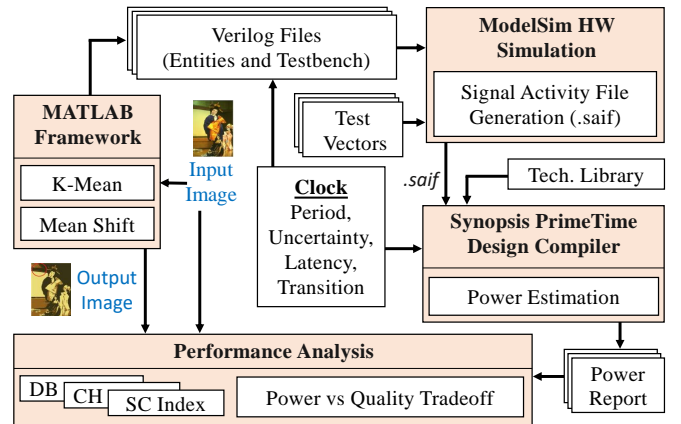 Verilog Files
(Entities and Testbench)
ModelSim HW
Simulation
Signal Activity File
Generation (.saif)
MATLAB
Framework
K-Mean
Mean Shift
Input
Image
Test
Vectors
.saif
Tech. Library
Clock
Period,
Uncertainty,
Latency,
Transition
Synopsis PrimeTime
Design Compiler
Power Estimation
Output
Image
Performance Analysis
DB
CH
SC Index
Power vs Quality Tradeoff
Power
Report